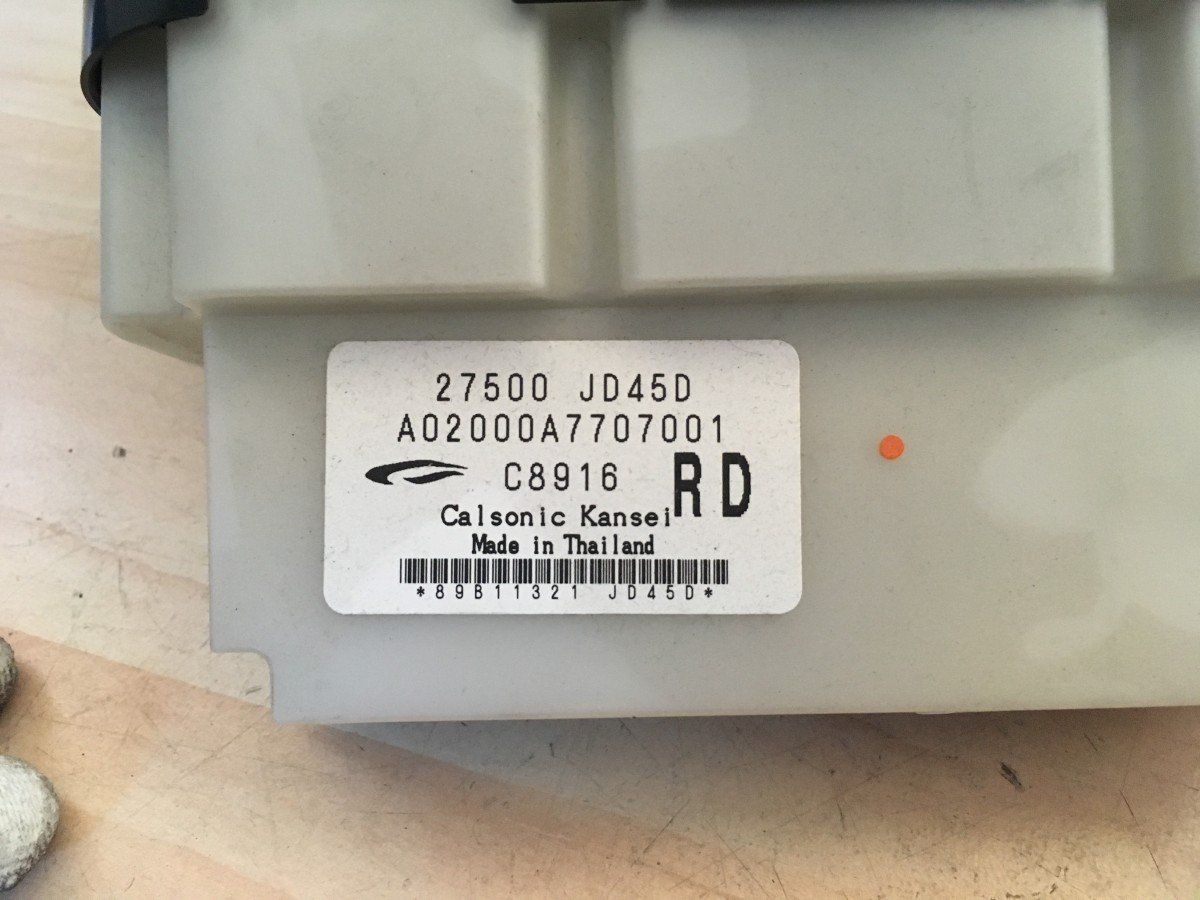 27500 JD45D
A02000A7707001
C8916 RD
Calsonic Kansei
Made in Thailand
*89B11321 JD45D*